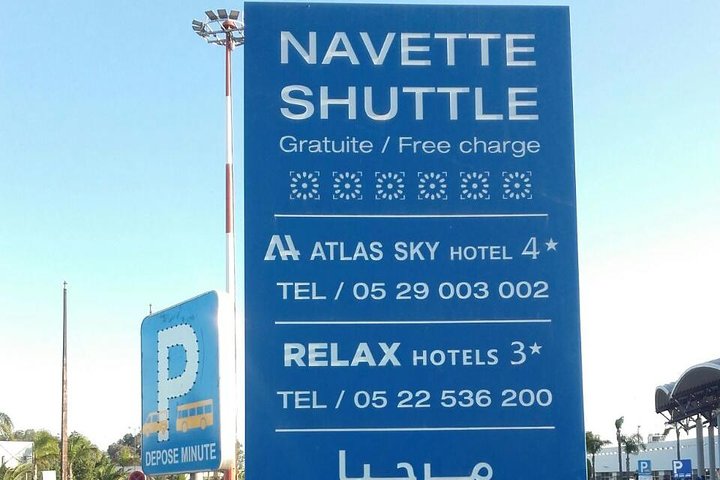 NAVETTE
SHUTTLE
Gratuite / Free charge
ATLAS SKY HOTEL 4★
TEL / 05 29 003 002
RELAX HOTELS 3★
TEL / 05 22 536 200
مرحبا
P
DEPOSE MINUTE
P
P